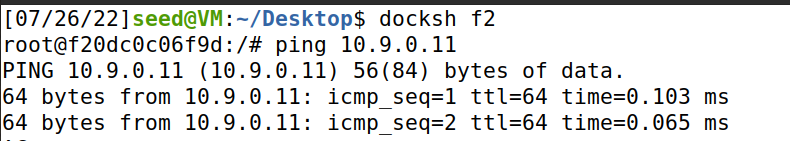 [07/26/22]seed@VM:~/Desktop$ docksh f2
root@f20dc0c06f9d:/# ping 10.9.0.11
PING 10.9.0.11 (10.9.0.11) 56(84) bytes of data.
64 bytes from 10.9.0.11: icmp_seq=1 ttl=64 time=0.103 ms
64 bytes from 10.9.0.11: icmp_seq=2 ttl=64 time=0.065 ms